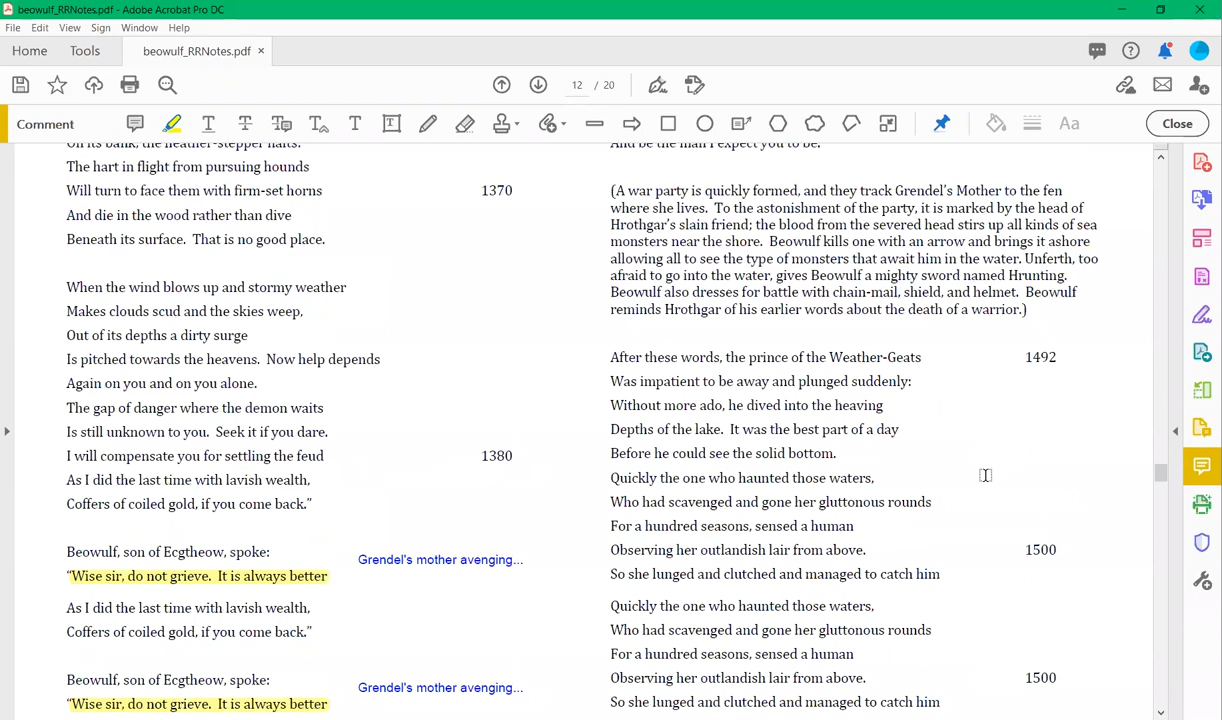 beowulf_RRNotes.pdf - Adobe Acrobat Pro DC
File Edit View Sign Window Help
Home Tools beowulf_RRNotes.pdf ×
12 / 20
Comment
Aa
Close
On its bank, the heather-stepper halts.
The hart in flight from pursuing hounds
Will turn to face them with firm-set horns 1370
And die in the wood rather than dive
Beneath its surface. That is no good place.
When the wind blows up and stormy weather
Makes clouds scud and the skies weep,
Out of its depths a dirty surge
Is pitched towards the heavens. Now help depends
Again on you and on you alone.
The gap of danger where the demon waits
Is still unknown to you. Seek it if you dare.
I will compensate you for settling the feud 1380
As I did the last time with lavish wealth,
Coffers of coiled gold, if you come back.”
Beowulf, son of Ecgtheow, spoke:
Grendel's mother avenging...
“Wise sir, do not grieve. It is always better
As I did the last time with lavish wealth,
Coffers of coiled gold, if you come back.”
Beowulf, son of Ecgtheow, spoke:
Grendel's mother avenging...
“Wise sir, do not grieve. It is always better
And be the man I expect you to be.
(A war party is quickly formed, and they track Grendel’s Mother to the fen
where she lives. To the astonishment of the party, it is marked by the head of
Hrothgar’s slain friend; the blood from the severed head stirs up all kinds of sea
monsters near the shore. Beowulf kills one with an arrow and brings it ashore
allowing all to see the type of monsters that await him in the water. Unferth, too
afraid to go into the water, gives Beowulf a mighty sword named Hrunting.
Beowulf also dresses for battle with chain-mail, shield, and helmet. Beowulf
reminds Hrothgar of his earlier words about the death of a warrior.)
After these words, the prince of the Weather-Geats 1492
Was impatient to be away and plunged suddenly:
Without more ado, he dived into the heaving
Depths of the lake. It was the best part of a day
Before he could see the solid bottom.
Quickly the one who haunted those waters,
Who had scavenged and gone her gluttonous rounds
For a hundred seasons, sensed a human
Observing her outlandish lair from above. 1500
So she lunged and clutched and managed to catch him
Quickly the one who haunted those waters,
Who had scavenged and gone her gluttonous rounds
For a hundred seasons, sensed a human
Observing her outlandish lair from above. 1500
So she lunged and clutched and managed to catch him